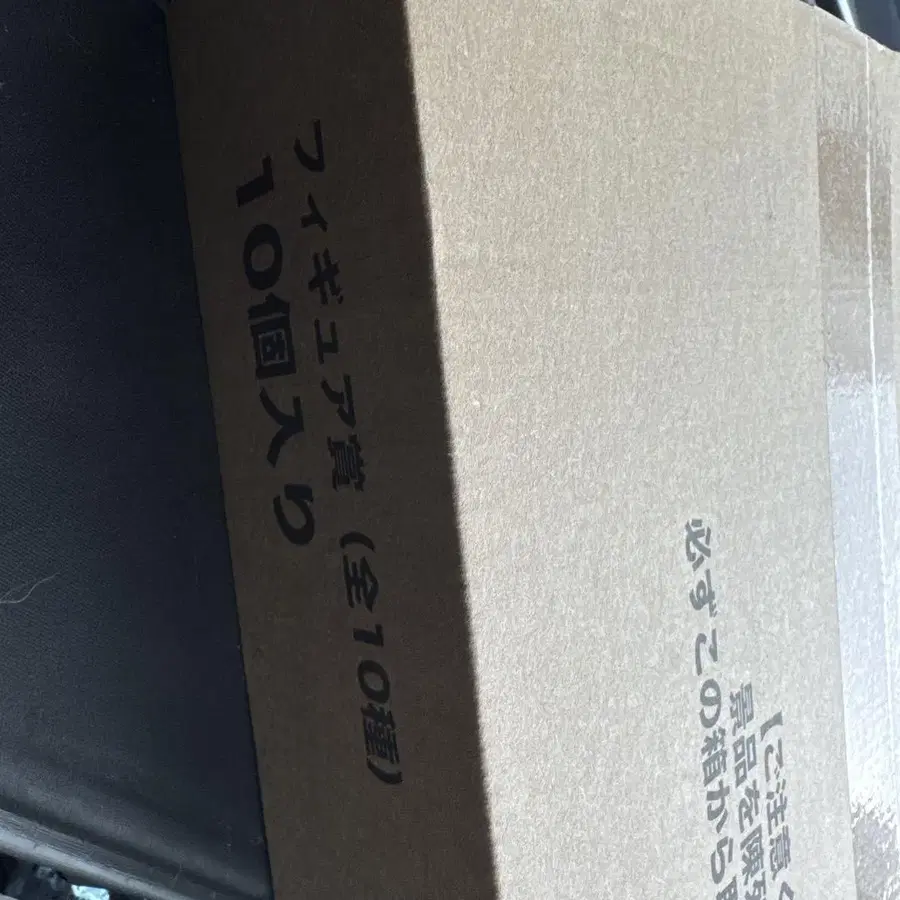 フィギュア賞 (全10種)
10個入り
【ご注意
景品を陳
必ずこの箱から